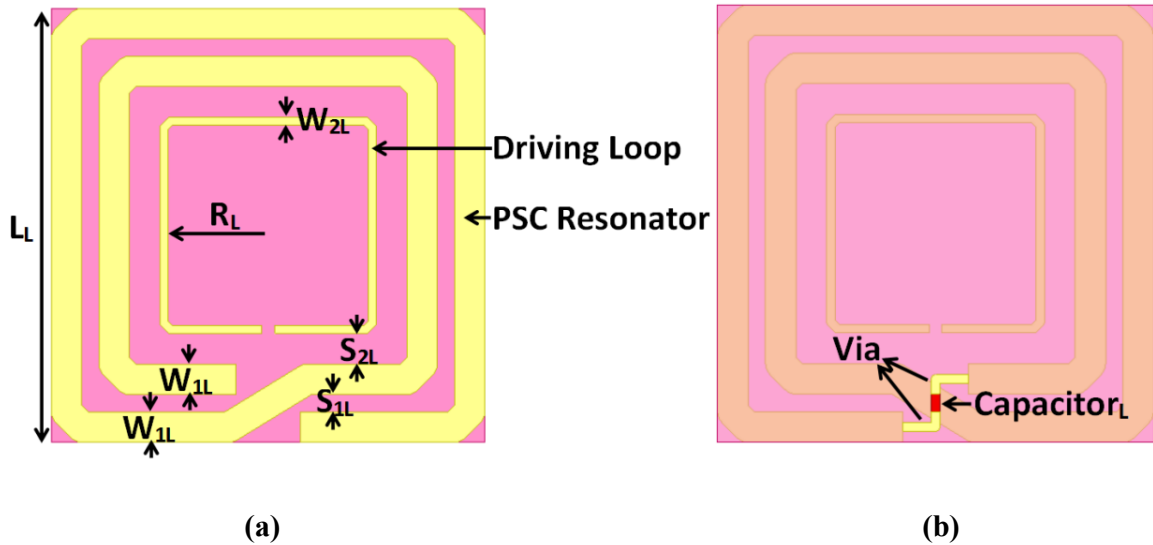 W2L
Driving Loop
RL
PSC Resonator
LL
S2L
W1L
S1L
W1L
Via
CapacitorL
(a)
(b)